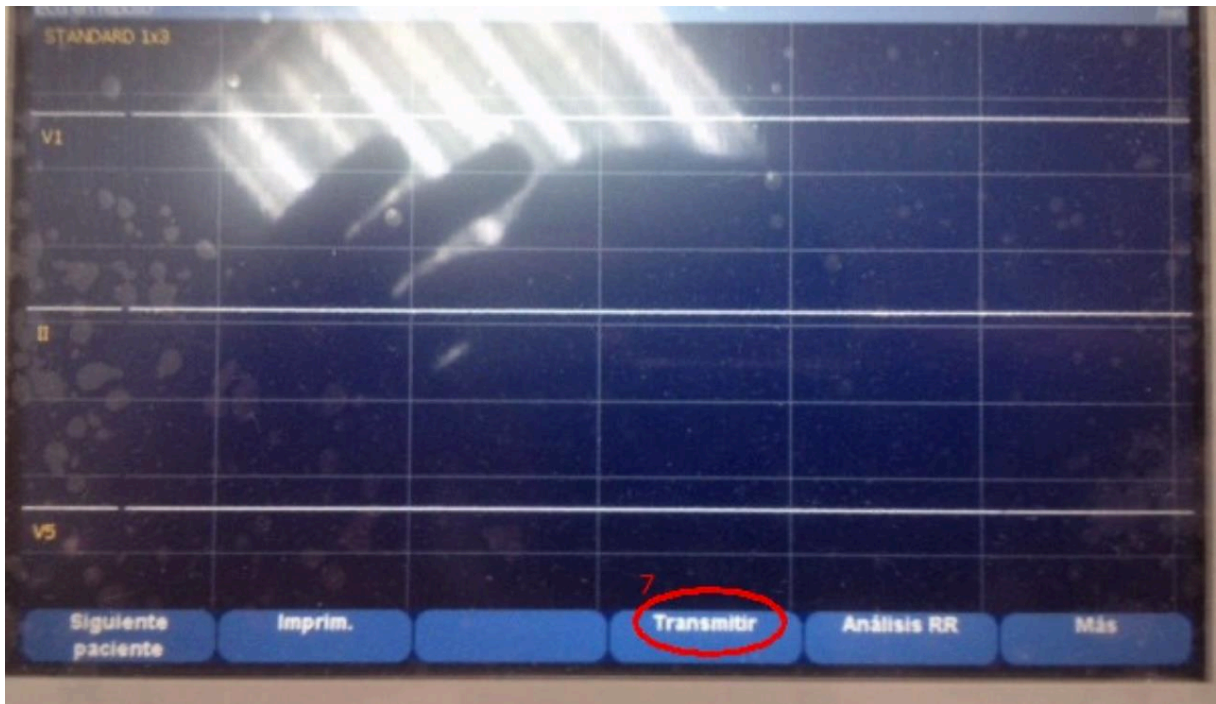 STANDARD 1x3
V1
II
V5
7
Siguiente
paciente
Imprim.
Transmitir
Análisis RR
Más